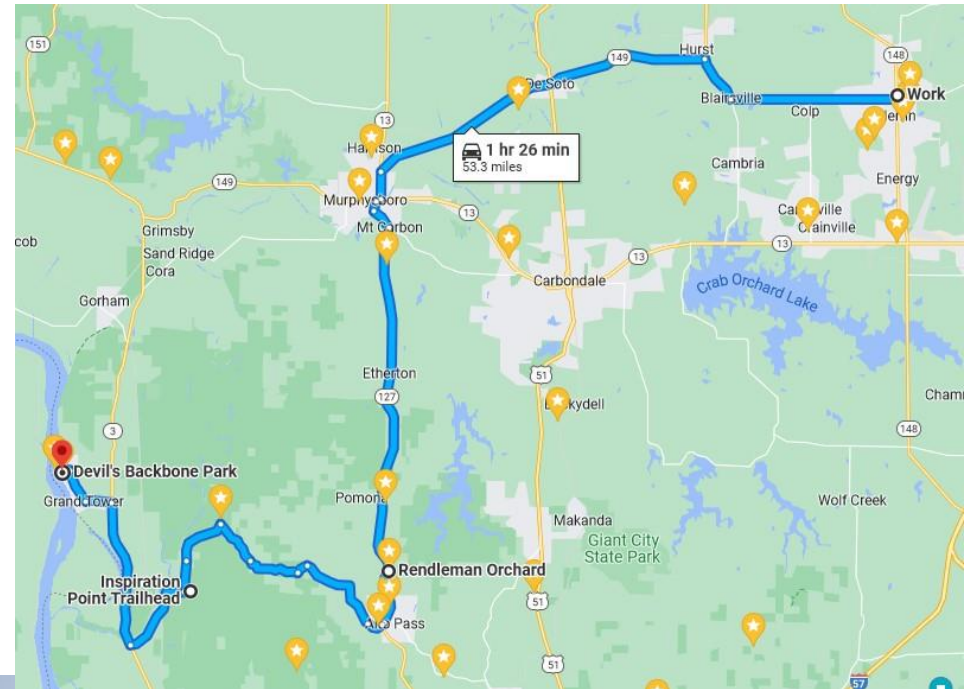 151
148
Hurst
149
Work
De Soto
Blairsville
Colp
13
1 hr 26 min
53.3 miles
Cambria
Energy
149
Murphysboro
13
Mt Carbon
Grimsby
13
13
Sand Ridge
Cora
Carbondale
Crab Orchard Lake
Gorham
Etherton
51
127
3
148
Devil's Backbone Park
Pomona
Wolf Creek
Grand Tower
Makanda
Giant City
State Park
Inspiration
Point Trailhead
Rendleman Orchard
51
Alto Pass
51
57